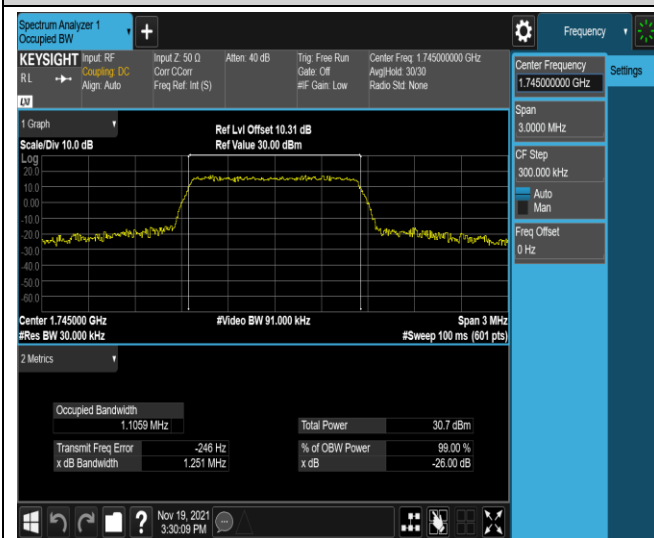 Spectrum Analyzer 1
Occupied BW
+
Frequency
KEYSIGHT
RL
Input: RF
Coupling: DC
Align: Auto
Input Z: 50 Ω
Corr CCorr
Freq Ref: Int (S)
Atten: 40 dB
Trig: Free Run
Gate: Off
#IF Gain: Low
Center Freq: 1.745000000 GHz
Avg|Hold: 30/30
Radio Std: None
LXI
Center Frequency
1.745000000 GHz
Settings
Span
3.0000 MHz
CF Step
300.000 kHz
Auto
Man
Freq Offset
0 Hz
1 Graph
Scale/Div 10.0 dB
Ref Lvl Offset 10.31 dB
Ref Value 30.00 dBm
Log
20.0
10.0
0.00
-10.0
-20.0
-30.0
-40.0
-50.0
-60.0
Center 1.745000 GHz
#Res BW 30.000 kHz
#Video BW 91.000 kHz
Span 3 MHz
#Sweep 100 ms (601 pts)
2 Metrics
Occupied Bandwidth
1.1059 MHz
Total Power 30.7 dBm
Transmit Freq Error -246 Hz
% of OBW Power 99.00 %
x dB Bandwidth 1.251 MHz
x dB -26.00 dB
?
Nov 19, 2021
3:30:09 PM